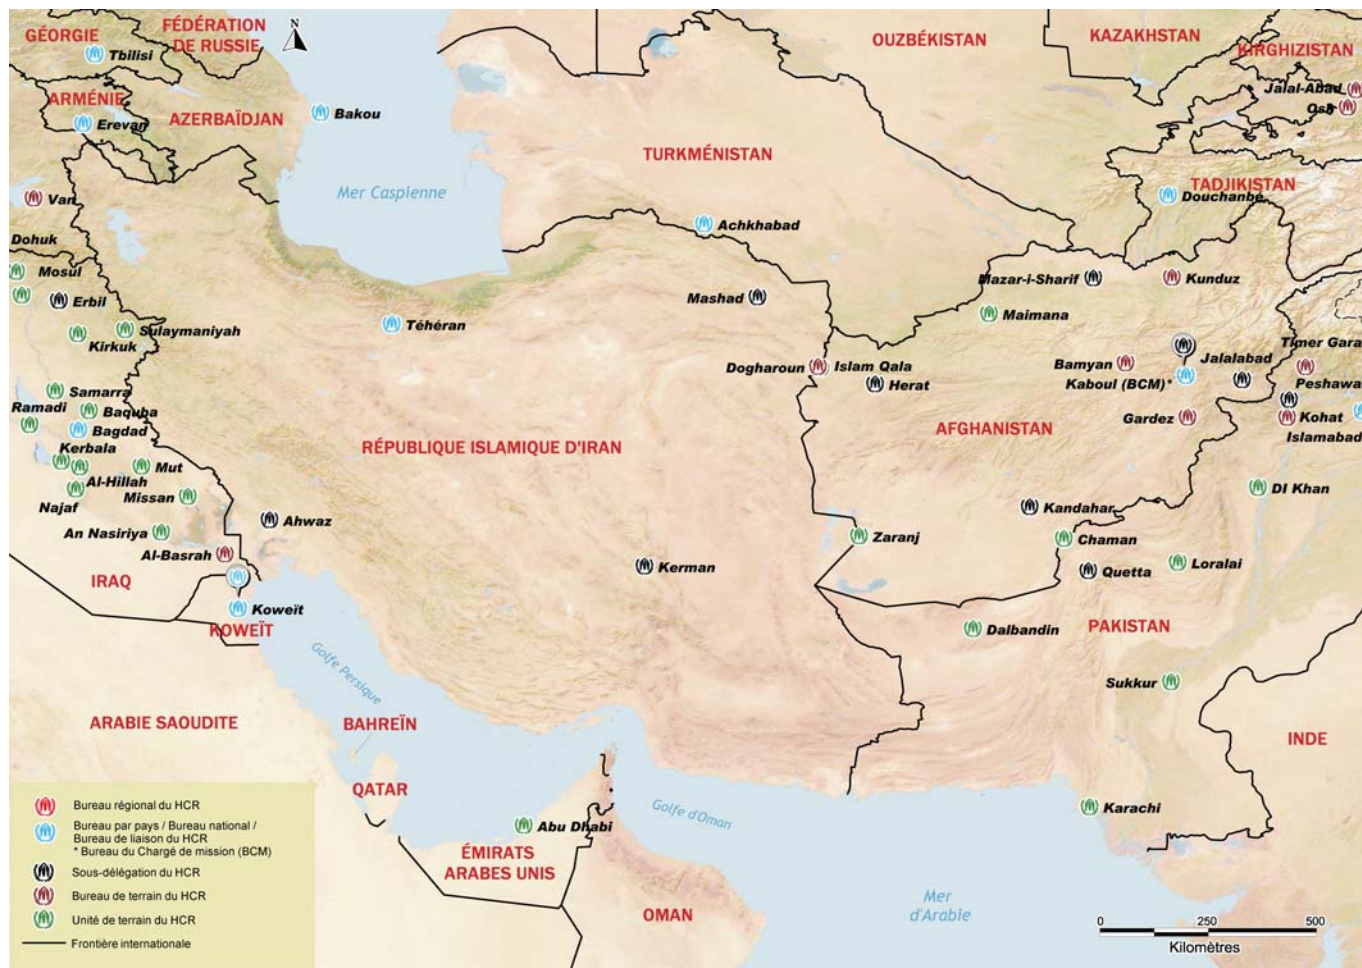 GÉORGIE
FÉDÉRATION
DE RUSSIE
N
Tbilisi
OUZBÉKISTAN
KAZAKHSTAN
KIRGHIZISTAN
Jalal-Abad
Osh
ARMÉNIE
Erevan
AZERBAÏDJAN
Bakou
TURKMÉNISTAN
TADJIKISTAN
Douchanbé
Van
Mer Caspienne
Achkhabad
Dohuk
Mosul
Erbil
Mashad
Mazar-i-Sharif
Kunduz
Sulaymaniyah
Kirkuk
Téhéran
Maimana
Timer Gara
Jalalabad
Bamyan
Kaboul (BCM)*
Peshawa
Dogharoun
Islam Qala
Herat
Samarra
Ramadi
Baquba
Bagdad
Gardez
Kohat
Islamabad
AFGHANISTAN
RÉPUBLIQUE ISLAMIQUE D'IRAN
Kerbala
Al-Hillah
Mut
Missan
Najaf
DI Khan
Kandahar
Ahwaz
An Nasiriya
Al-Basrah
Zaranj
Chaman
Loralai
Quetta
Kerman
IRAQ
Koweït
KOWEÏT
Dalbandin
PAKISTAN
Golfe Persique
Sukkur
ARABIE SAOUDITE
BAHREÏN
INDE
QATAR
Golfe d'Oman
Karachi
Abu Dhabi
ÉMIRATS
ARABES UNIS
OMAN
Mer
d'Arabie
Bureau régional du HCR
Bureau par pays / Bureau national /
Bureau de liaison du HCR
* Bureau du Chargé de mission (BCM)
Sous-délégation du HCR
Bureau de terrain du HCR
Unité de terrain du HCR
Frontière internationale
0 250 500
Kilomètres